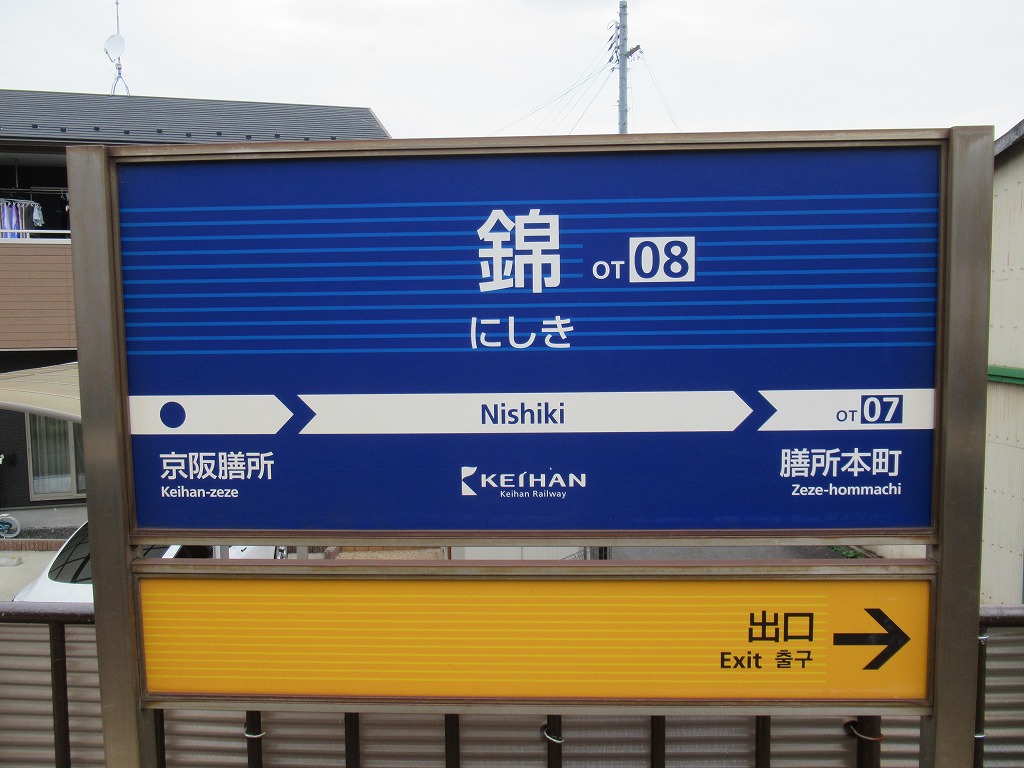 錦 OT 08
にしき
Nishiki
OT 07
京阪膳所
Keihan-zeze
KEIHAN
Keihan Railway
膳所本町
Zeze-hommachi
出口
Exit 출구